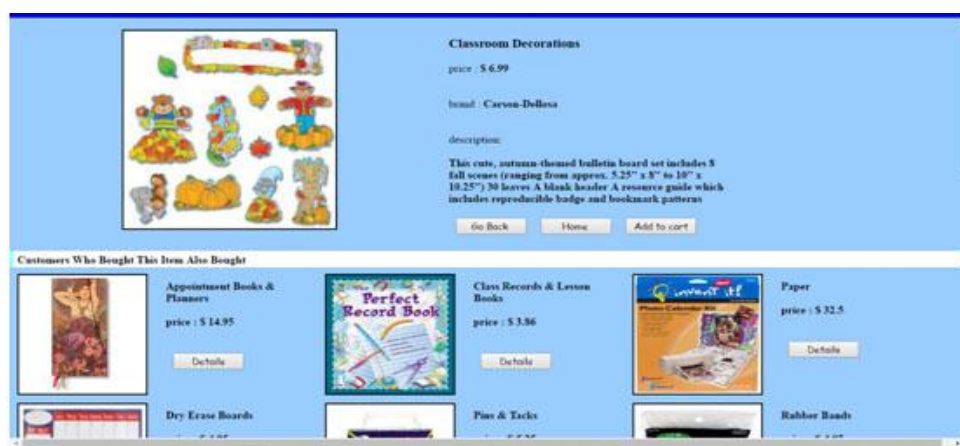 Classroom Decorations
price : $ 6.99
brand : Carson-Dellosa
description:
This cute, autumn-themed bulletin board set includes 8
fall scenes (ranging from approx. 5.25" x 8" to 10" x
10.25") 30 leaves A blank header A resource guide which
includes reproducible badge and bookmark patterns
Go Back
Home
Add to cart
Customers Who Bought This Item Also Bought
Appointment Books &
Planners
price : $ 14.95
Details
Perfect
Record Book
Class Records & Lesson
Books
price : $ 3.86
Details
invent it!
Photo Calendar Kit
Paper
price : $ 32.5
Details
Dry Erase Boards
Pins & Tacks
Rubber Bands